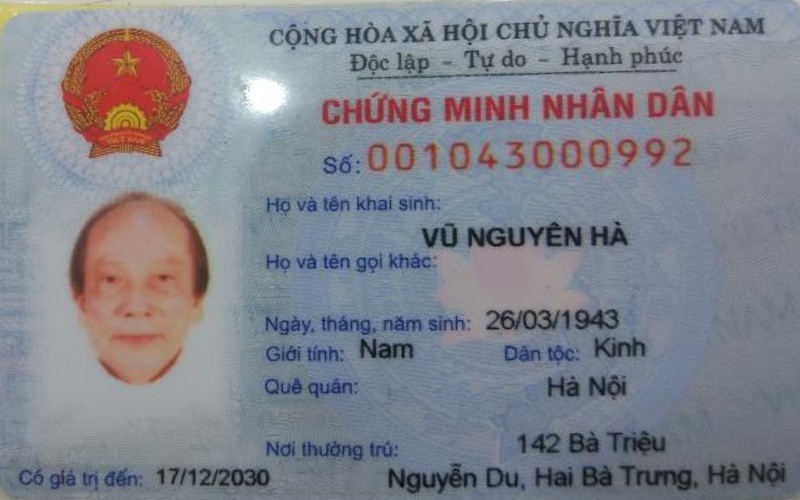 CỘNG HÒA XÃ HỘI CHỦ NGHĨA VIỆT NAM
Độc lập - Tự do - Hạnh phúc
CHỨNG MINH NHÂN DÂN
Số: 001043000992
Họ và tên khai sinh:
VŨ NGUYÊN HÀ
Họ và tên gọi khác:
Ngày, tháng, năm sinh: 26/03/1943
Giới tính: Nam Dân tộc: Kinh
Quê quán: Hà Nội
Nơi thường trú: 142 Bà Triệu
Có giá trị đến: 17/12/2030 Nguyễn Du, Hai Bà Trưng, Hà Nội